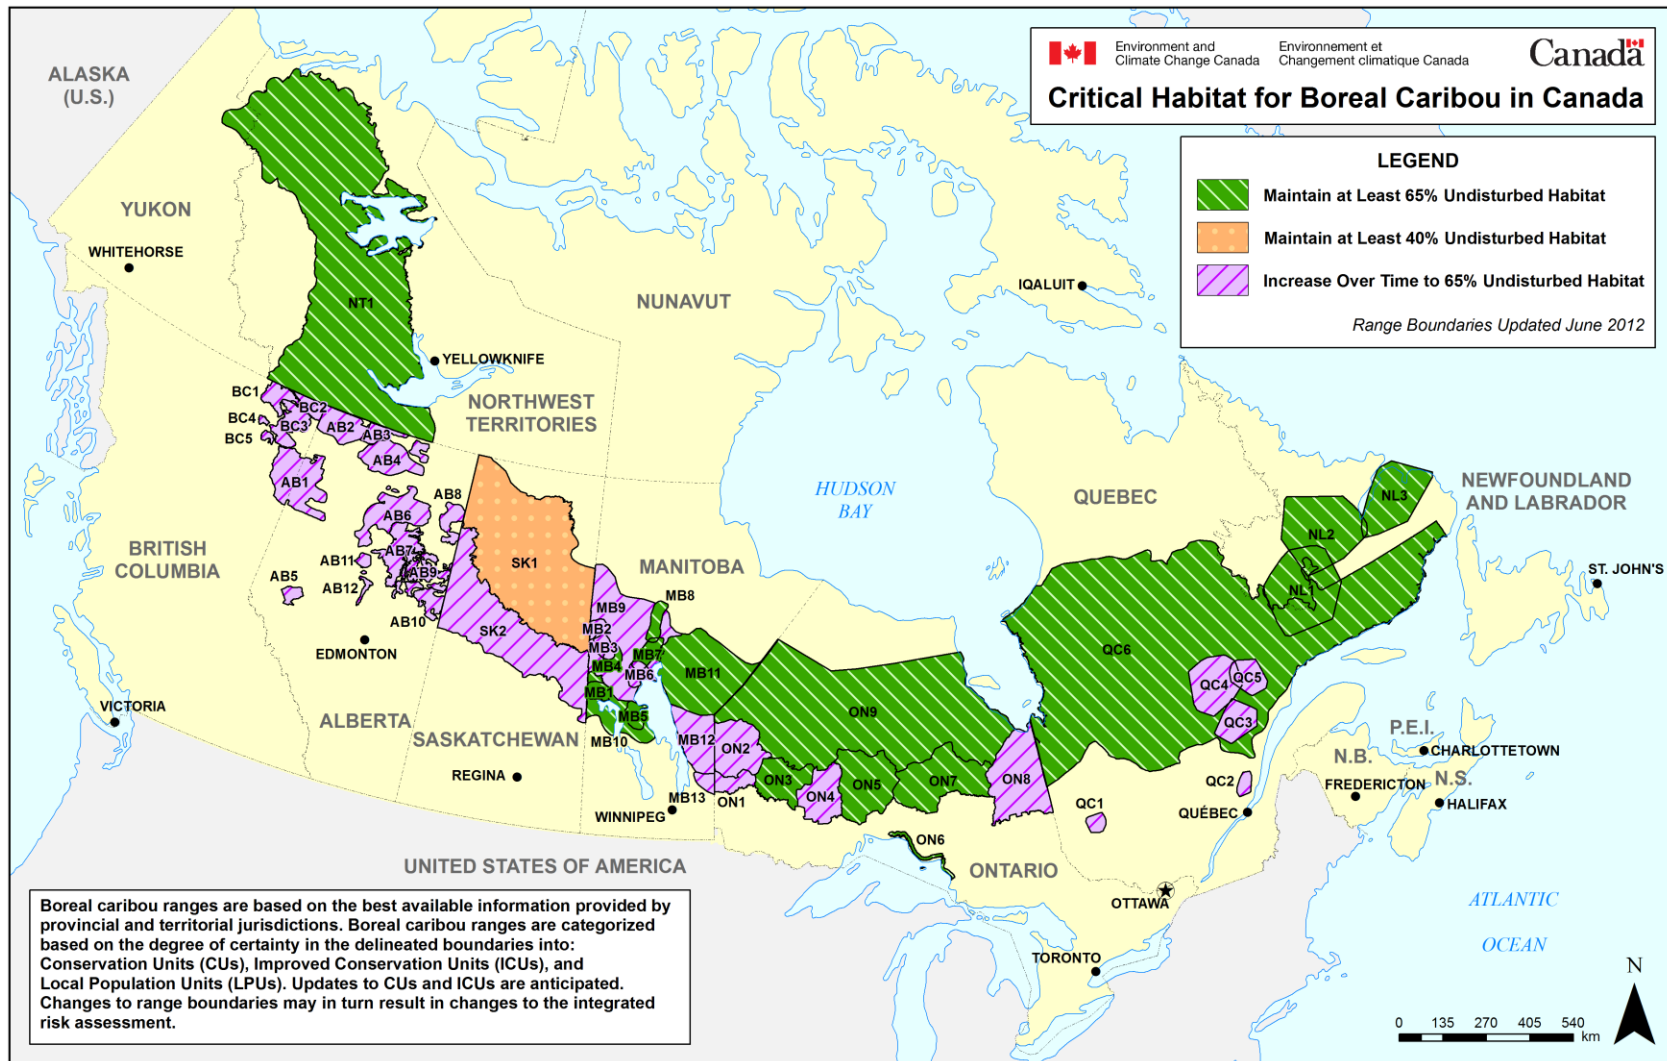 Environment and
Climate Change Canada
Environnement et
Changement climatique Canada
Canada
Critical Habitat for Boreal Caribou in Canada
LEGEND
Maintain at Least 65% Undisturbed Habitat
Maintain at Least 40% Undisturbed Habitat
Increase Over Time to 65% Undisturbed Habitat
Range Boundaries Updated June 2012
ALASKA
(U.S.)
YUKON
WHITEHORSE
NT1
NUNAVUT
IQALUIT
YELLOWKNIFE
NORTHWEST
TERRITORIES
BC1
BC2
BC4
BC3
BC5
AB2
AB3
AB4
AB1
AB8
AB6
AB7
AB11
AB9
AB5
AB12
AB10
BRITISH
COLUMBIA
EDMONTON
VICTORIA
ALBERTA
SK1
SK2
SASKATCHEWAN
REGINA
HUDSON
BAY
MANITOBA
MB8
MB9
MB2
MB3
MB4
MB7
MB6
MB1
MB5
MB10
MB11
MB12
MB13
WINNIPEG
ON2
ON1
ON3
ON4
ON5
ON9
ON7
ON8
ON6
ONTARIO
QUEBEC
NEWFOUNDLAND
AND LABRADOR
NL3
NL2
NL1
ST. JOHN'S
QC6
QC4
QC5
QC3
QC2
QC1
QUÉBEC
P.E.I.
CHARLOTTETOWN
N.B.
N.S.
FREDERICTON
HALIFAX
OTTAWA
TORONTO
UNITED STATES OF AMERICA
ATLANTIC
OCEAN
Boreal caribou ranges are based on the best available information provided by
provincial and territorial jurisdictions. Boreal caribou ranges are categorized
based on the degree of certainty in the delineated boundaries into:
Conservation Units (CUs), Improved Conservation Units (ICUs), and
Local Population Units (LPUs). Updates to CUs and ICUs are anticipated.
Changes to range boundaries may in turn result in changes to the integrated
risk assessment.
N
0 135 270 405 540
km